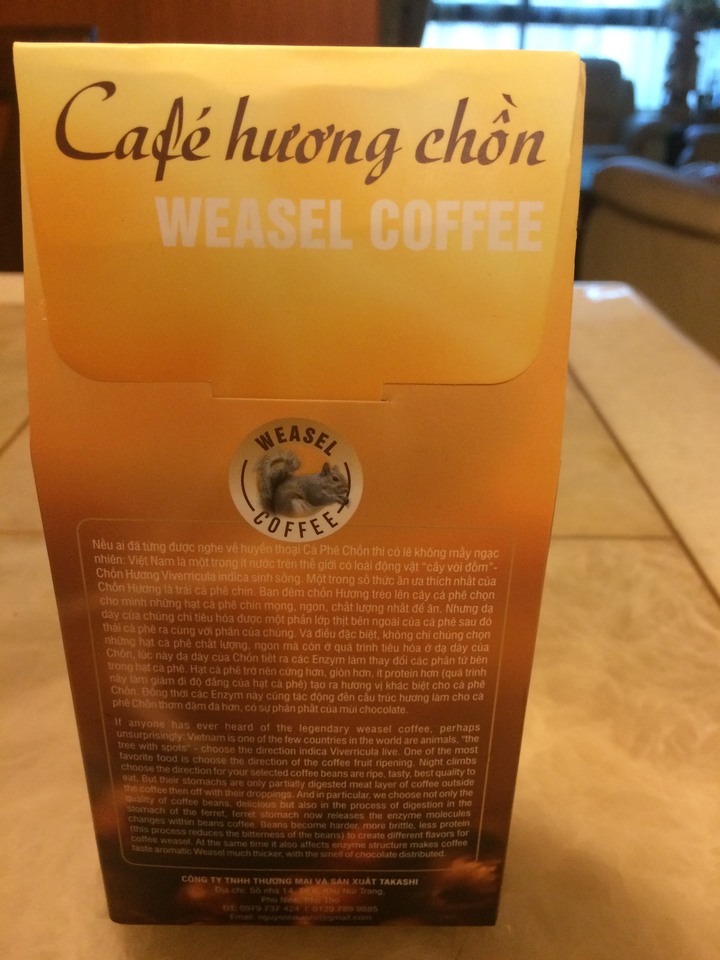 Café hương chồn
WEASEL COFFEE
WEASEL
COFFEE
Nếu ai đã từng được nghe về huyền thoại Cà Phê Chồn thì có lẽ không mấy ngạc
nhiên: Việt Nam là một trong ít nước trên thế giới có loài động vật "cầy vòi đốm"-
Chồn Hương Viverricula indica sinh sống. Một trong số thức ăn ưa thích nhất của
Chồn Hương là trái cà phê chín. Ban đêm chồn Hương trèo lên cây cà phê chọn
cho mình những hạt cà phê chín mọng, ngon, chất lượng nhất để ăn. Nhưng dạ
dày của chúng chỉ tiêu hóa được một phần lớp thịt bên ngoài của cà phê sau đó
thải cà phê ra cùng với phân của chúng. Và điều đặc biệt, không chỉ chúng chọn
những hạt cà phê chất lượng, ngon mà còn ở quá trình tiêu hóa ở dạ dày của
Chồn, lúc này dạ dày của Chồn tiết ra các Enzym làm thay đổi các phân tử bên
trong hạt cà phê. Hạt cà phê trở nên cứng hơn, giòn hơn, ít protein hơn (quá trình
này làm giảm đi độ đắng của hạt cà phê) tạo ra hương vị khác biệt cho cà phê
Chồn. Đồng thời các Enzym này cũng tác động đến cấu trúc hương làm cho cà
phê Chồn thơm đậm đà hơn, có sự phản phất của mùi chocolate.
If anyone has ever heard of the legendary weasel coffee, perhaps
unsurprisingly: Vietnam is one of the few countries in the world are animals, "the
tree with spots" - choose the direction indica Viverricula live. One of the most
favorite food is choose the direction of the coffee fruit ripening. Night climbs
choose the direction for your selected coffee beans are ripe, tasty, best quality to
eat. But their stomachs are only partially digested meat layer of coffee outside
the coffee then off with their droppings. And in particular, we choose not only the
quality of coffee beans, delicious but also in the process of digestion in the
stomach of the ferret, ferret stomach now releases the enzyme molecules
changes within beans coffee. Beans become harder, more brittle, less protein
(this process reduces the bitterness of the beans) to create different flavors for
coffee weasel. At the same time it also affects enzyme structure makes coffee
taste aromatic Weasel much thicker, with the smell of chocolate distributed.
CÔNG TY TNHH THƯƠNG MẠI VÀ SẢN XUẤT TAKASHI
Địa chỉ: Số nhà 14, Khu Núi Trang,
Phù Ninh, Phú Thọ
ĐT: 0979 737 424 | 0129 789 9885
Email: